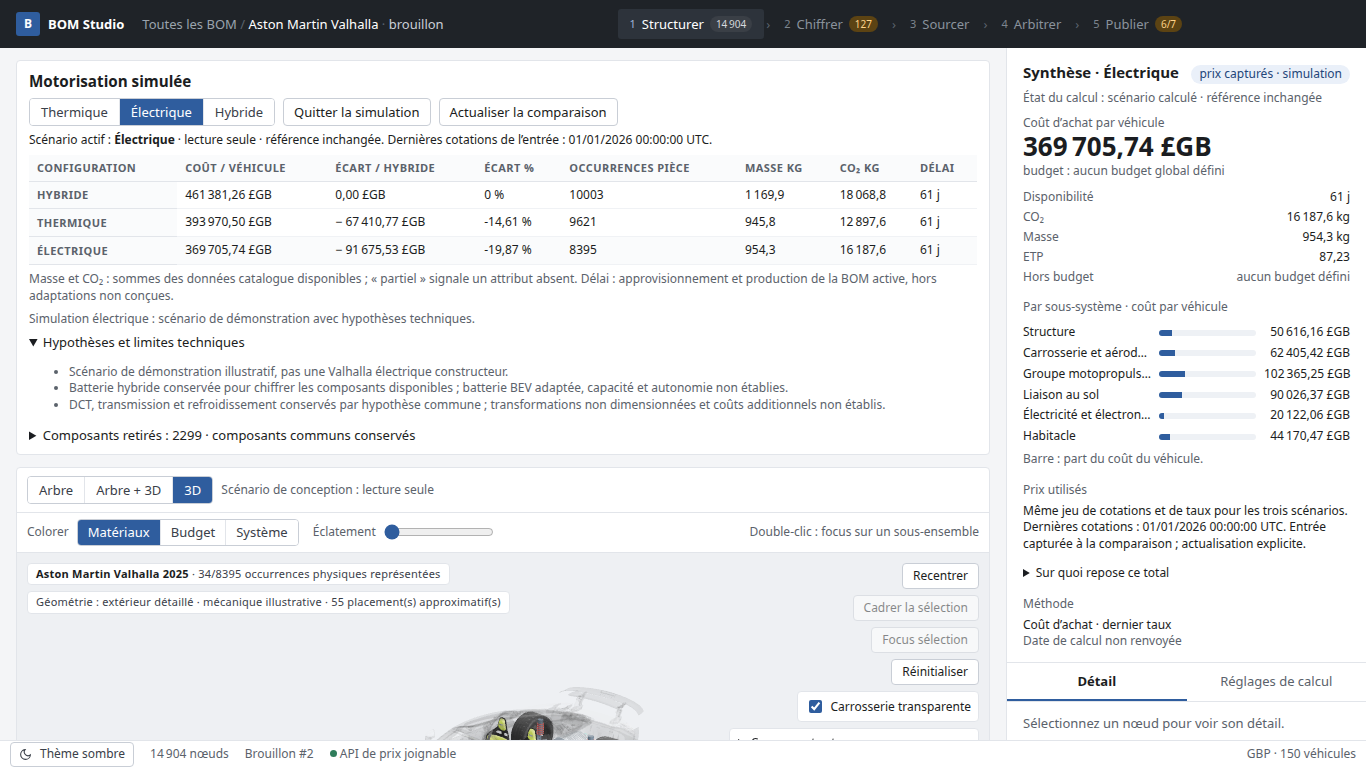 B BOM Studio Toutes les BOM / Aston Martin Valhalla · brouillon 1 Structurer 14 904 › 2 Chiffrer 127 › 3 Sourcer › 4 Arbitrer › 5 Publier 6/7
Motorisation simulée
Thermique Électrique Hybride Quitter la simulation Actualiser la comparaison
Scénario actif : Électrique · lecture seule · référence inchangée. Dernières cotations de l’entrée : 01/01/2026 00:00:00 UTC.
CONFIGURATION COÛT / VÉHICULE ÉCART / HYBRIDE ÉCART % OCCURRENCES PIÈCE MASSE KG CO₂ KG DÉLAI
HYBRIDE 461 381,26 £GB 0,00 £GB 0 % 10003 1 169,9 18 068,8 61 j
THERMIQUE 393 970,50 £GB − 67 410,77 £GB -14,61 % 9621 945,8 12 897,6 61 j
ÉLECTRIQUE 369 705,74 £GB − 91 675,53 £GB -19,87 % 8395 954,3 16 187,6 61 j
Masse et CO₂ : sommes des données catalogue disponibles ; « partiel » signale un attribut absent. Délai : approvisionnement et production de la BOM active, hors
adaptations non conçues.
Simulation électrique : scénario de démonstration avec hypothèses techniques.
▼ Hypothèses et limites techniques
• Scénario de démonstration illustratif, pas une Valhalla électrique constructeur.
• Batterie hybride conservée pour chiffrer les composants disponibles ; batterie BEV adaptée, capacité et autonomie non établies.
• DCT, transmission et refroidissement conservés par hypothèse commune ; transformations non dimensionnées et coûts additionnels non établis.
▶ Composants retirés : 2299 · composants communs conservés
Arbre Arbre + 3D 3D Scénario de conception : lecture seule
Colorer Matériaux Budget Système Éclatement Double-clic : focus sur un sous-ensemble
Aston Martin Valhalla 2025 · 34/8395 occurrences physiques représentées
Géométrie : extérieur détaillé · mécanique illustrative · 55 placement(s) approximatif(s)
Recentrer
Cadrer la sélection
Focus sélection
Réinitialiser
Carrosserie transparente
Synthèse · Électrique prix capturés · simulation
État du calcul : scénario calculé · référence inchangée
Coût d’achat par véhicule
369 705,74 £GB
budget : aucun budget global défini
Disponibilité 61 j
CO₂ 16 187,6 kg
Masse 954,3 kg
ETP 87,23
Hors budget aucun budget défini
Par sous-système · coût par véhicule
Structure 50 616,16 £GB
Carrosserie et aérod... 62 405,42 £GB
Groupe motopropuls... 102 365,25 £GB
Liaison au sol 90 026,37 £GB
Électricité et électron... 20 122,06 £GB
Habitacle 44 170,47 £GB
Barre : part du coût du véhicule.
Prix utilisés
Même jeu de cotations et de taux pour les trois scénarios.
Dernières cotations : 01/01/2026 00:00:00 UTC. Entrée
capturée à la comparaison ; actualisation explicite.
▶ Sur quoi repose ce total
Méthode
Coût d’achat · dernier taux
Date de calcul non renvoyée
Détail Réglages de calcul
Sélectionnez un nœud pour voir son détail.
Thème sombre 14 904 nœuds Brouillon #2 API de prix joignable GBP · 150 véhicules